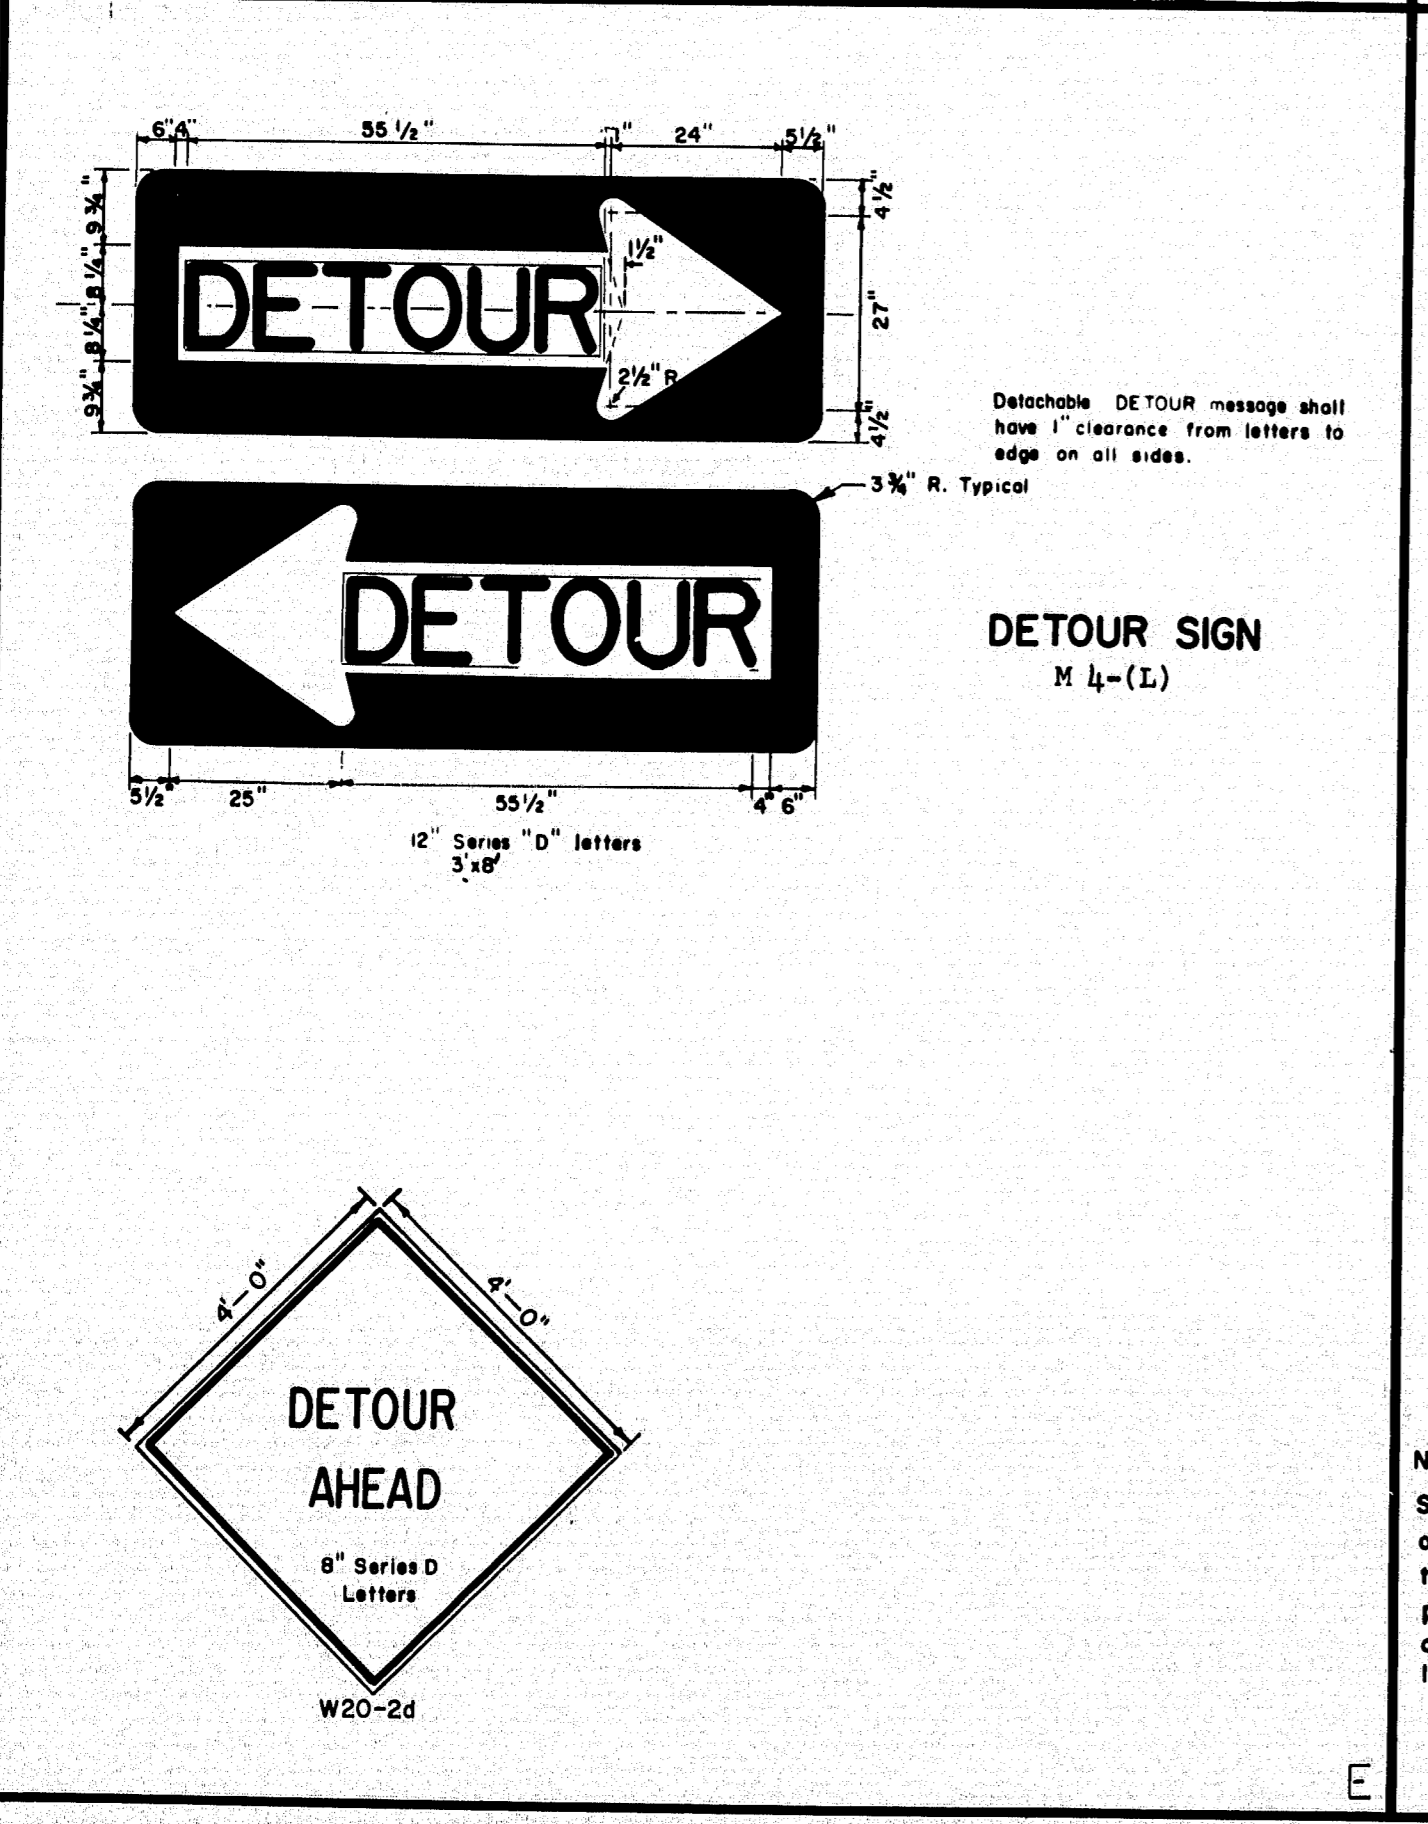 6" 4" 55 1/2" 1" 24" 5 1/2"
9 3/4"
8 1/4"
8 1/4"
9 3/4"
DETOUR
1 1/2"
2 1/2" R
4 1/2"
27"
4 1/2"
Detachable DETOUR message shall
have 1" clearance from letters to
edge on all sides.
3 3/4" R. Typical
DETOUR
DETOUR SIGN
M 4-(L)
5 1/2" 25" 55 1/2" 4" 6"
12" Series "D" letters
3'x8'
4'-0" 4'-0"
DETOUR
AHEAD
8" Series D
Letters
W20-2d
E